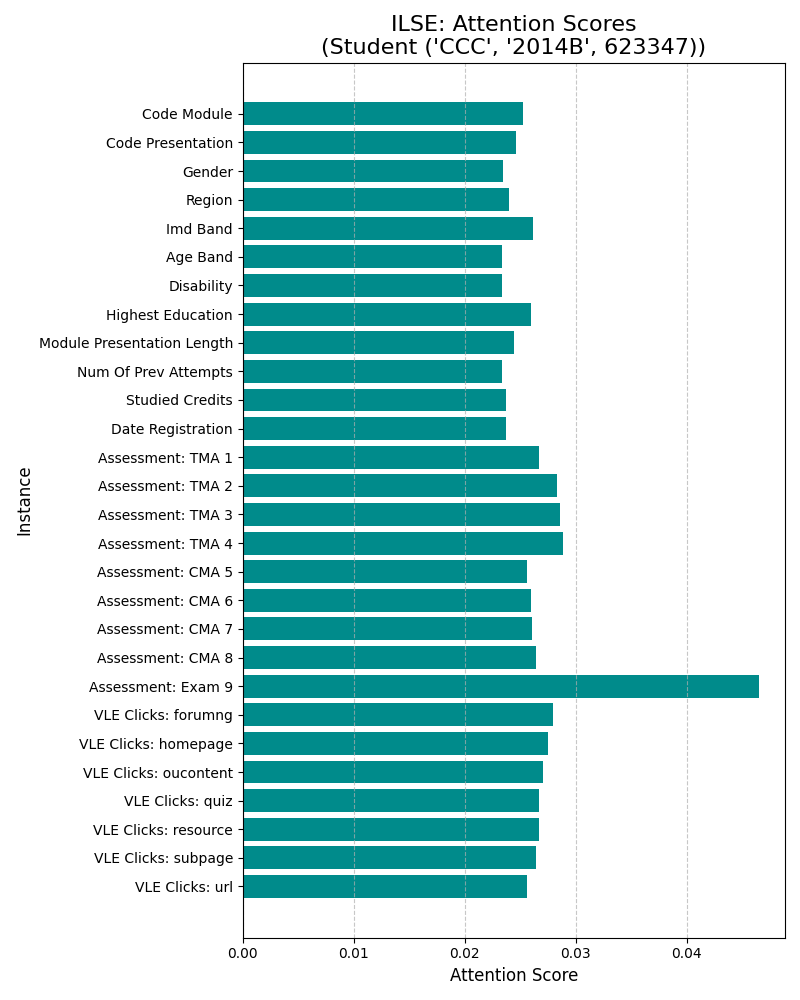 ILSE: Attention Scores
(Student ('CCC', '2014B', 623347))
Instance
Code Module
Code Presentation
Gender
Region
Imd Band
Age Band
Disability
Highest Education
Module Presentation Length
Num Of Prev Attempts
Studied Credits
Date Registration
Assessment: TMA 1
Assessment: TMA 2
Assessment: TMA 3
Assessment: TMA 4
Assessment: CMA 5
Assessment: CMA 6
Assessment: CMA 7
Assessment: CMA 8
Assessment: Exam 9
VLE Clicks: forumng
VLE Clicks: homepage
VLE Clicks: oucontent
VLE Clicks: quiz
VLE Clicks: resource
VLE Clicks: subpage
VLE Clicks: url
0.00 0.01 0.02 0.03 0.04
Attention Score